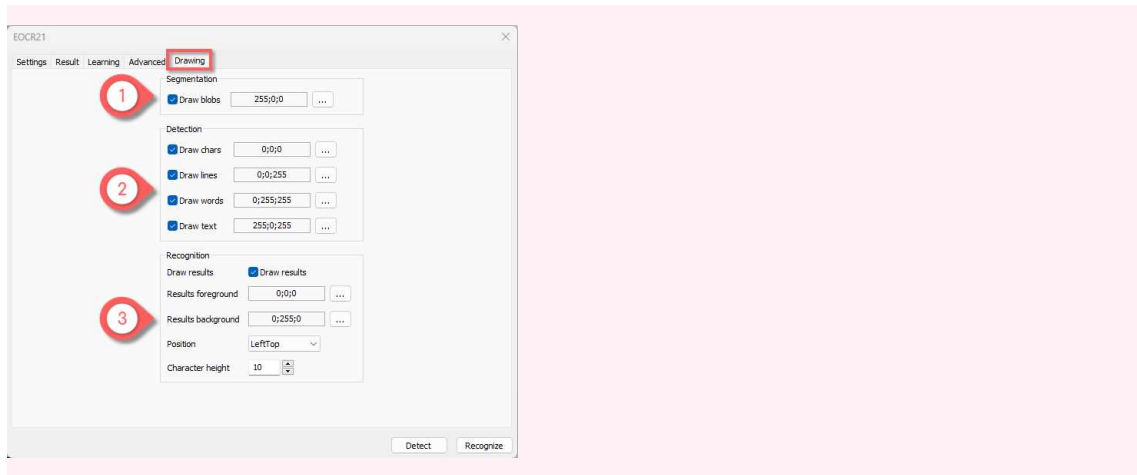 EOCR21
Settings Result Learning Advanced Drawing
Segmentation
1
Draw blobs 255;0;0 ...
Detection
Draw chars 0;0;0 ...
Draw lines 0;0;255 ...
2
Draw words 0;255;255 ...
Draw text 255;0;255 ...
Recognition
Draw results Draw results
Results foreground 0;0;0 ...
3
Results background 0;255;0 ...
Position LeftTop
Character height 10
Detect Recognize